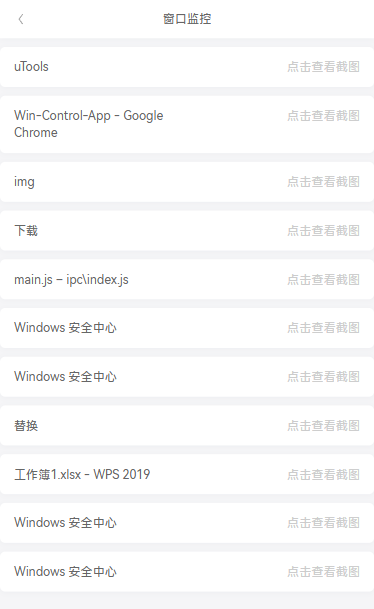 窗口监控
uTools 点击查看截图
Win-Control-App - Google 点击查看截图
Chrome
img 点击查看截图
下载 点击查看截图
main.js – ipc\index.js 点击查看截图
Windows 安全中心 点击查看截图
Windows 安全中心 点击查看截图
替换 点击查看截图
工作簿1.xlsx - WPS 2019 点击查看截图
Windows 安全中心 点击查看截图
Windows 安全中心 点击查看截图